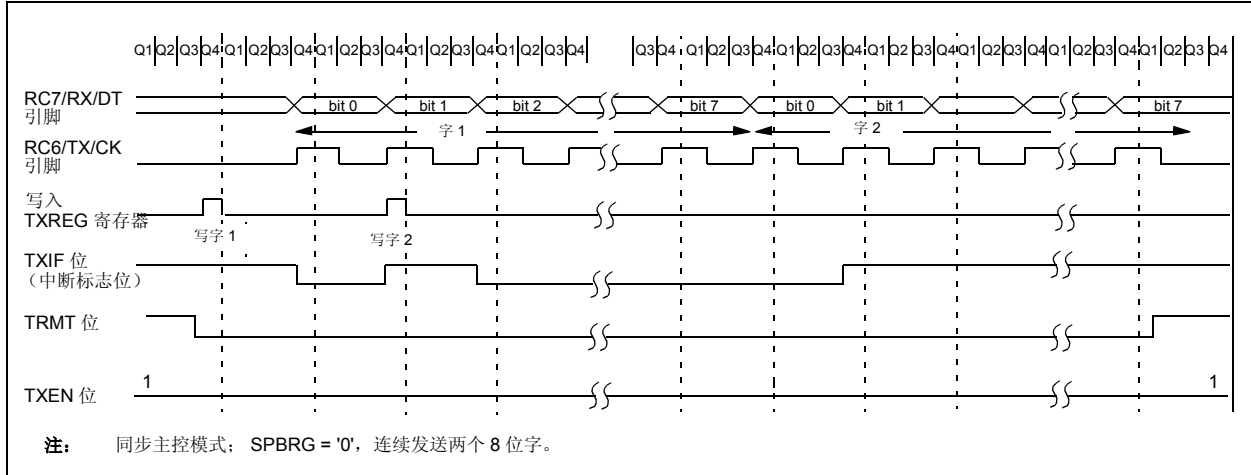 Q1 Q2 Q3 Q4 Q1 Q2 Q3 Q4 Q1 Q2 Q3 Q4 Q1 Q2 Q3 Q4 Q1 Q2 Q3 Q4 Q3 Q4 Q1 Q2 Q3 Q4 Q1 Q2 Q3 Q4 Q1 Q2 Q3 Q4 Q1 Q2 Q3 Q4 Q1 Q2 Q3 Q4 Q1 Q2 Q3 Q4
RC7/RX/DT
引脚
bit 0 bit 1 bit 2 bit 7 bit 0 bit 1 bit 7
字 1 字 2
RC6/TX/CK
引脚
写入
TXREG 寄存器
写字 1 写字 2
TXIF 位
（中断标志位）
TRMT 位
TXEN 位 1 1
注： 同步主控模式； SPBRG = '0'，连续发送两个 8 位字。